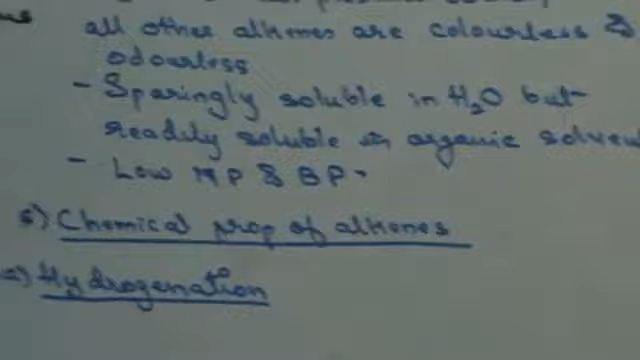 all other alkenes are colourless &
odourless
- Sparingly soluble in H₂O but
readily soluble in organic
- Low MP & BP.
6) Chemical prop of alkenes
a) Hydrogenation